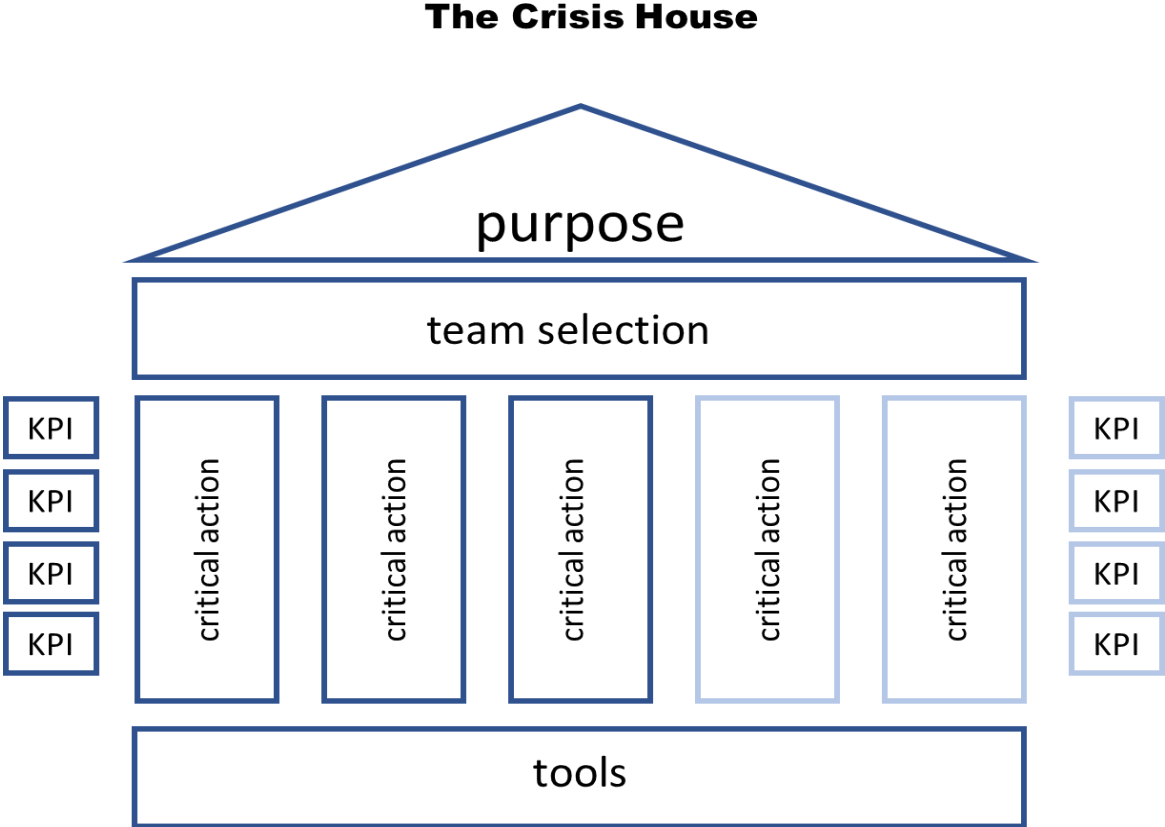 The Crisis House
purpose
team selection
KPI
KPI
KPI
KPI
critical action
critical action
critical action
critical action
critical action
KPI
KPI
KPI
KPI
tools